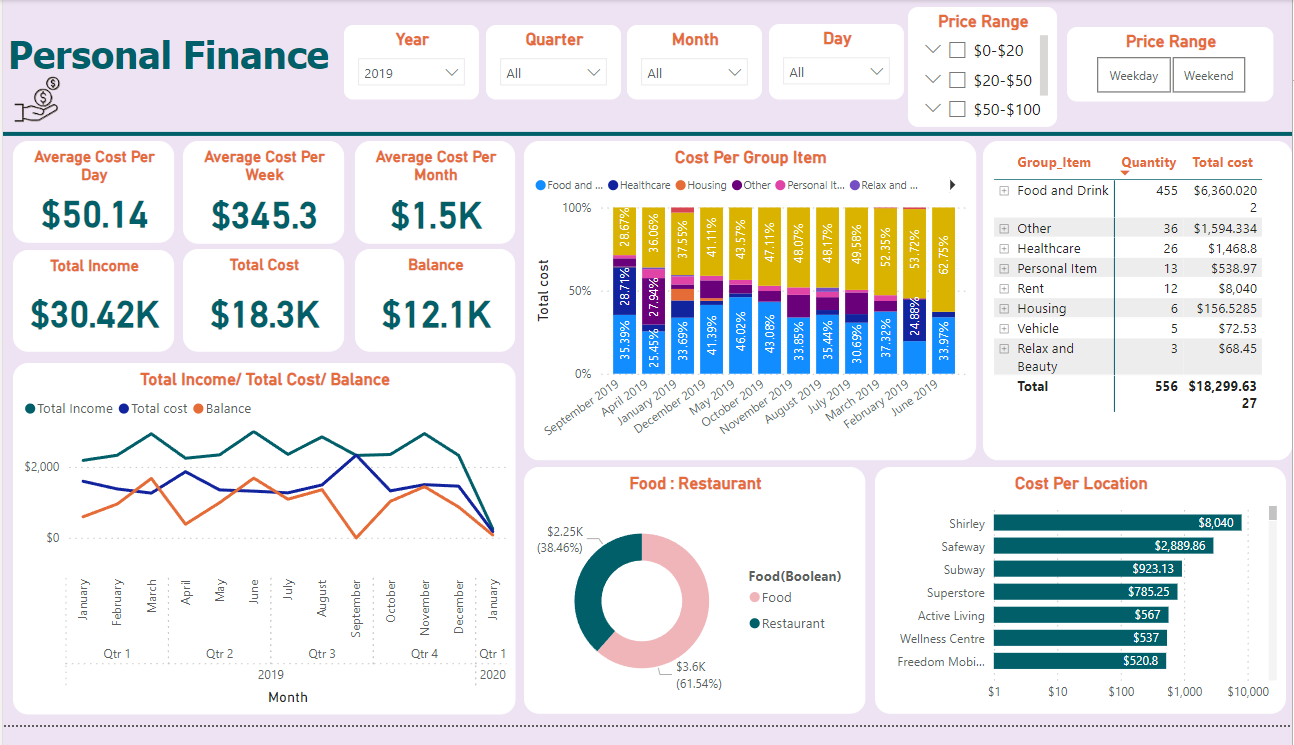 Personal Finance
Year
2019
Quarter
All
Month
All
Day
All
Price Range
$0-$20
$20-$50
$50-$100
Price Range
Weekday
Weekend
Average Cost Per
Day
$50.14
Average Cost Per
Week
$345.3
Average Cost Per
Month
$1.5K
Total Income
$30.42K
Total Cost
$18.3K
Balance
$12.1K
Total Income/ Total Cost/ Balance
Total Income Total cost Balance
$2,000
$0
January February March April May June July August September October November December January
Qtr 1 Qtr 2 Qtr 3 Qtr 4 Qtr 1
2019 2020
Month
Cost Per Group Item
Food and ... Healthcare Housing Other Personal It... Relax and ...
Total cost
100%
50%
0%
28.67% 36.06% 37.55% 41.11% 43.57% 47.11% 48.07% 48.17% 49.58% 52.35% 53.72% 62.75%
28.71% 27.94% 24.88%
35.39% 25.45% 33.69% 41.39% 46.02% 43.08% 33.85% 35.44% 30.69% 37.32% 33.97%
September 2019 April 2019 January 2019 December 2019 May 2019 October 2019 November 2019 August 2019 July 2019 March 2019 February 2019 June 2019
Group_Item Quantity Total cost
Food and Drink 455 $6,360.020
2
Other 36 $1,594.334
Healthcare 26 $1,468.8
Personal Item 13 $538.97
Rent 12 $8,040
Housing 6 $156.5285
Vehicle 5 $72.53
Relax and 3 $68.45
Beauty
Total 556 $18,299.63
27
Food : Restaurant
$2.25K
(38.46%)
$3.6K
(61.54%)
Food(Boolean)
Food
Restaurant
Cost Per Location
Shirley $8,040
Safeway $2,889.86
Subway $923.13
Superstore $785.25
Active Living $567
Wellness Centre $537
Freedom Mobi... $520.8
$1 $10 $100 $1,000 $10,000